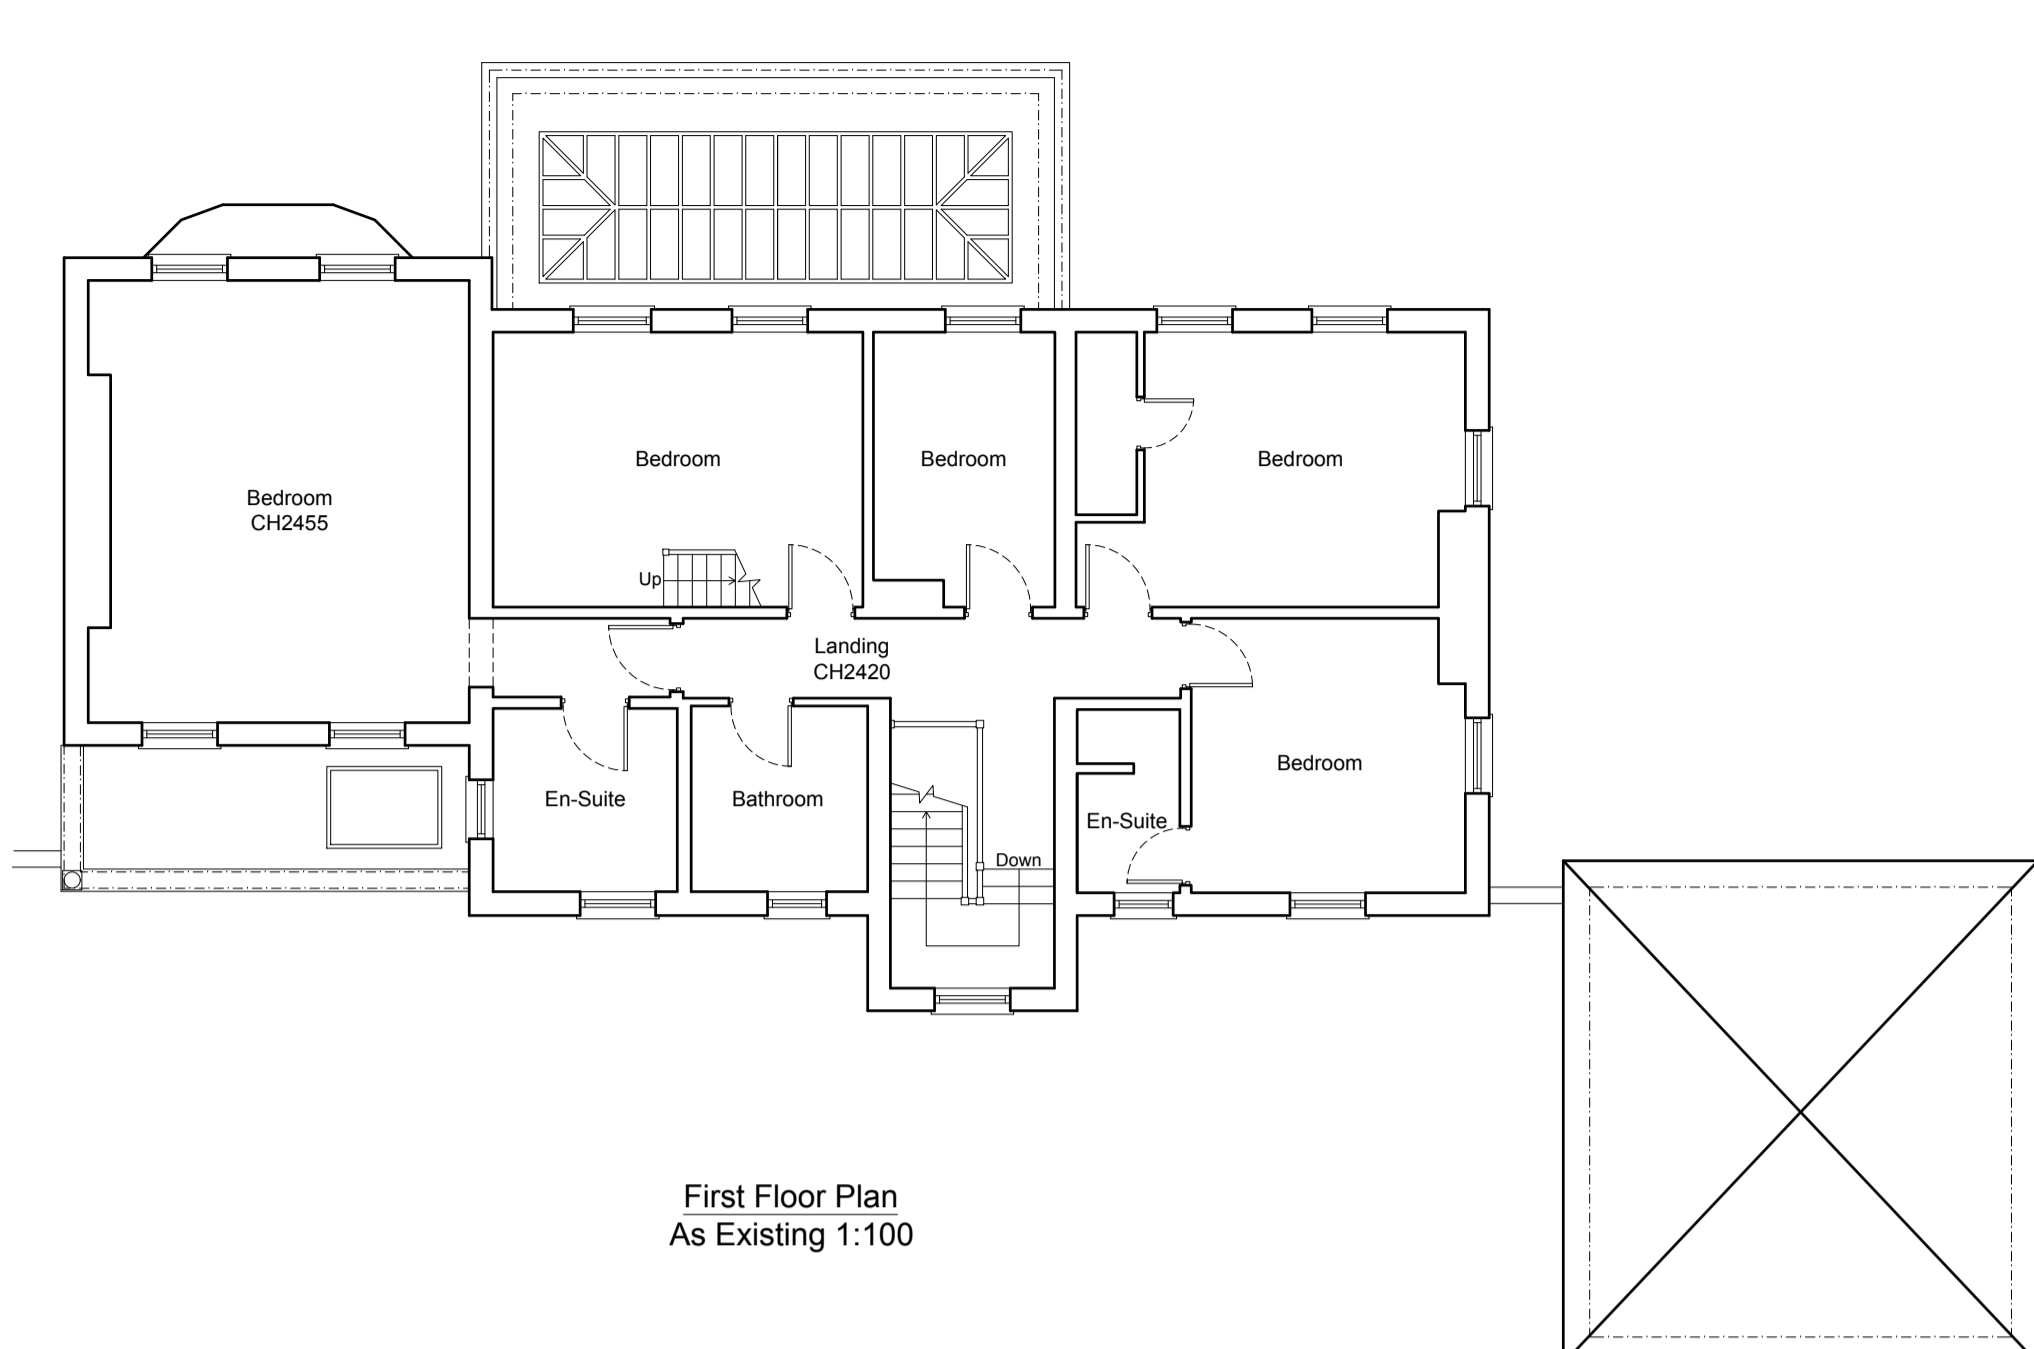 Bedroom
CH2455
Bedroom
Up
Bedroom
Bedroom
Landing
CH2420
En-Suite
Bathroom
Down
En-Suite
Bedroom
First Floor Plan
As Existing 1:100